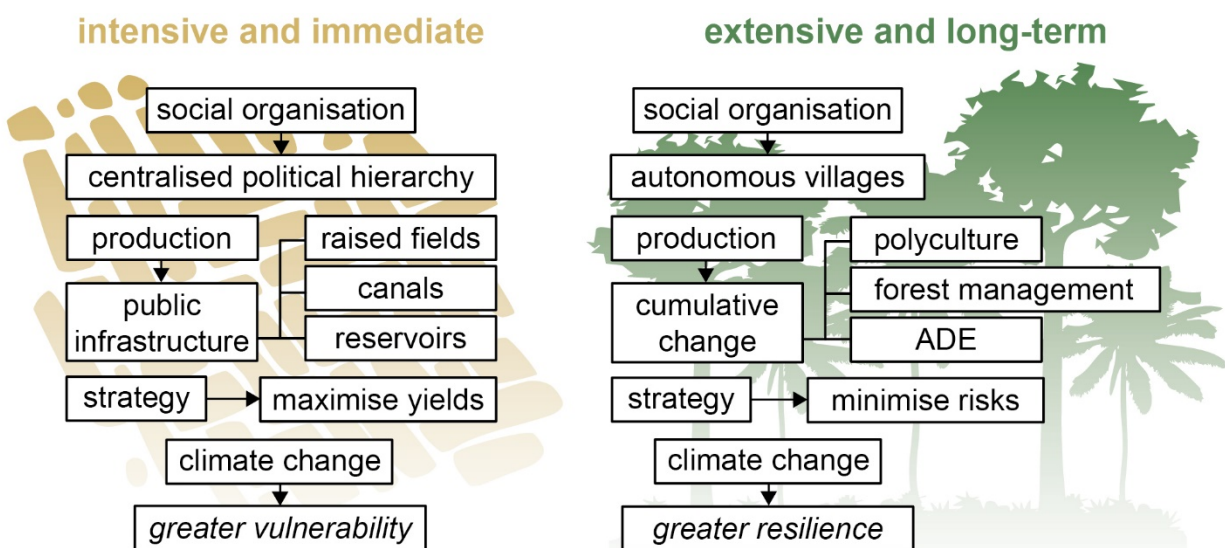 intensive and immediate
social organisation
centralised political hierarchy
production
public
infrastructure
raised fields
canals
reservoirs
strategy
maximise yields
climate change
greater vulnerability
extensive and long-term
social organisation
autonomous villages
production
cumulative
change
polyculture
forest management
ADE
strategy
minimise risks
climate change
greater resilience